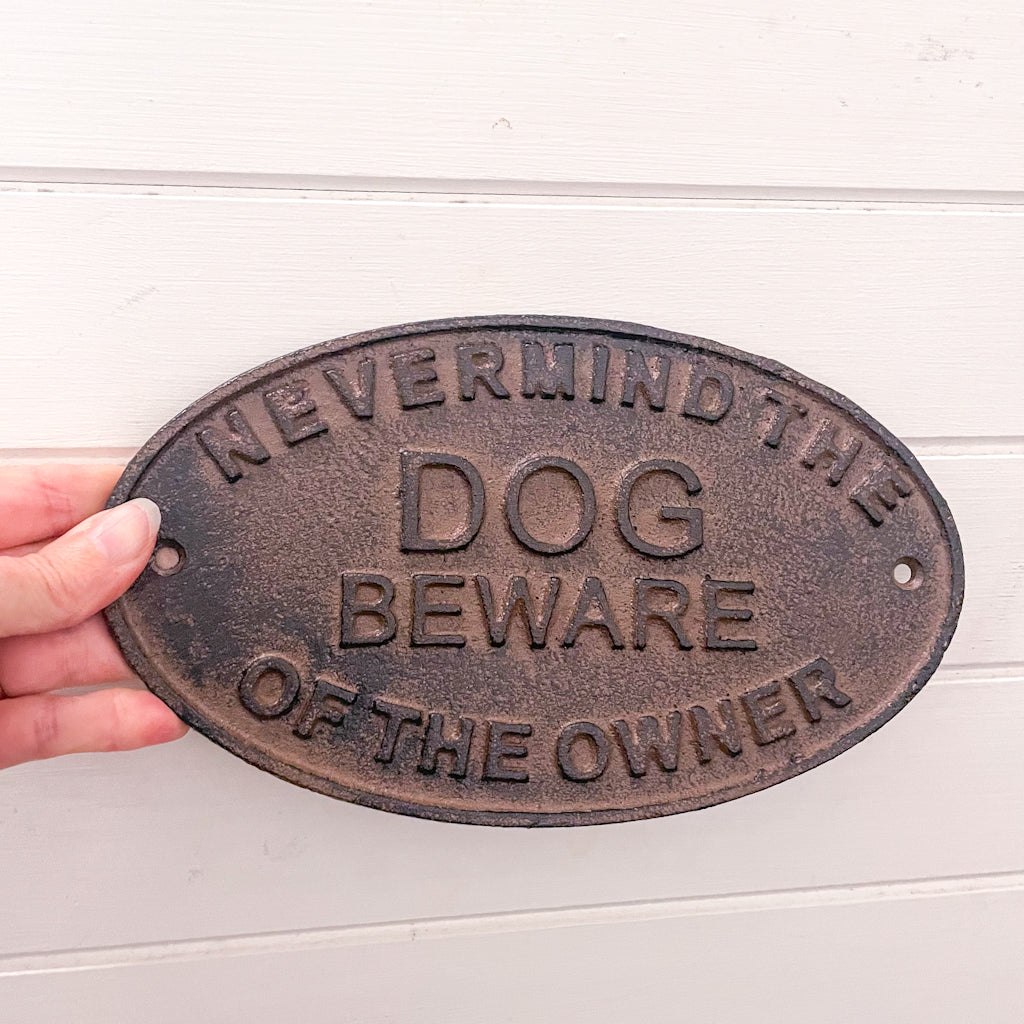 NEVERMIND THE
DOG
BEWARE
OF THE OWNER